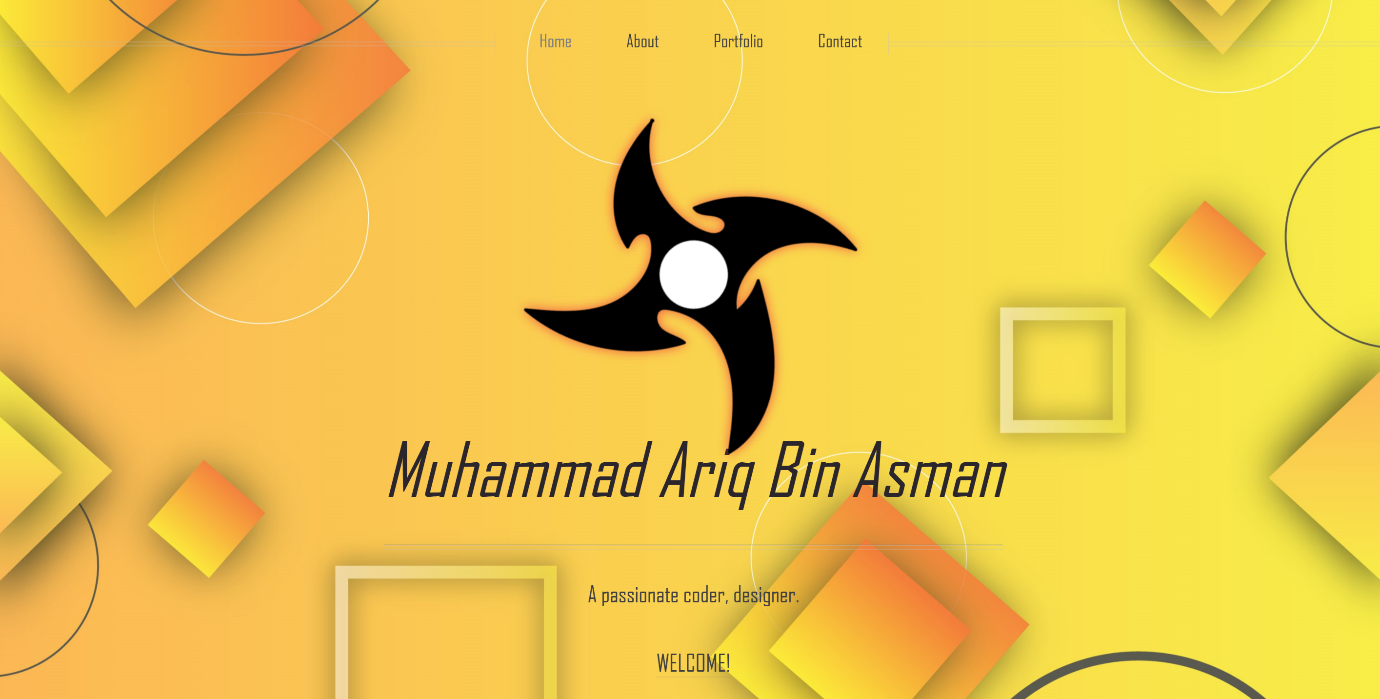 Home About Portfolio Contact
Muhammad Ariq Bin Asman
A passionate coder, designer.
WELCOME!